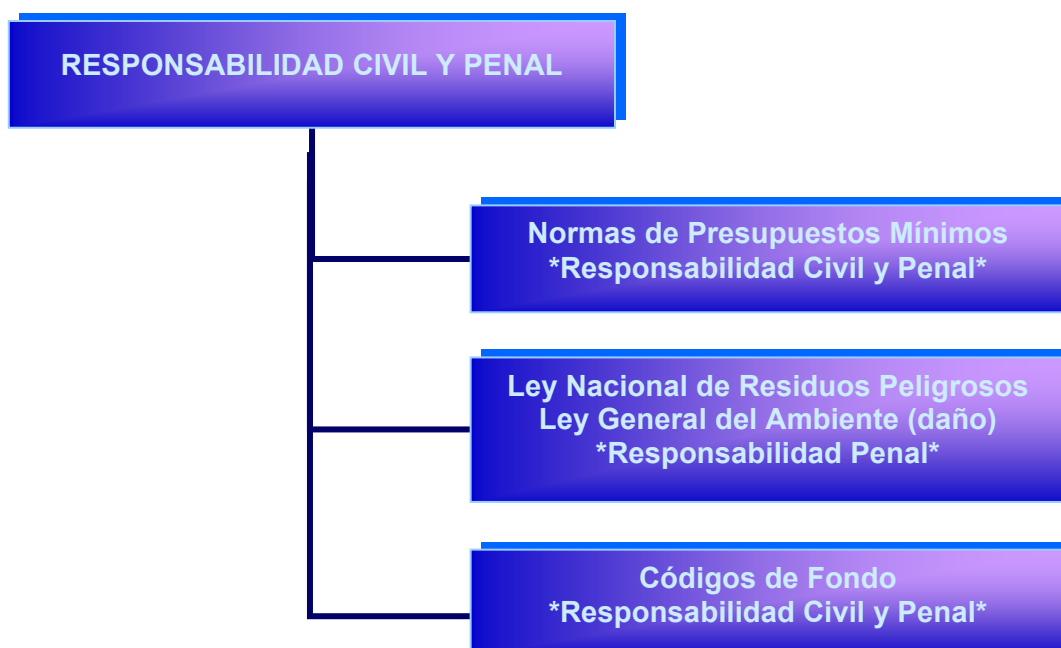 RESPONSABILIDAD CIVIL Y PENAL
Normas de Presupuestos Mínimos
*Responsabilidad Civil y Penal*
Ley Nacional de Residuos Peligrosos
Ley General del Ambiente (daño)
*Responsabilidad Penal*
Códigos de Fondo
*Responsabilidad Civil y Penal*